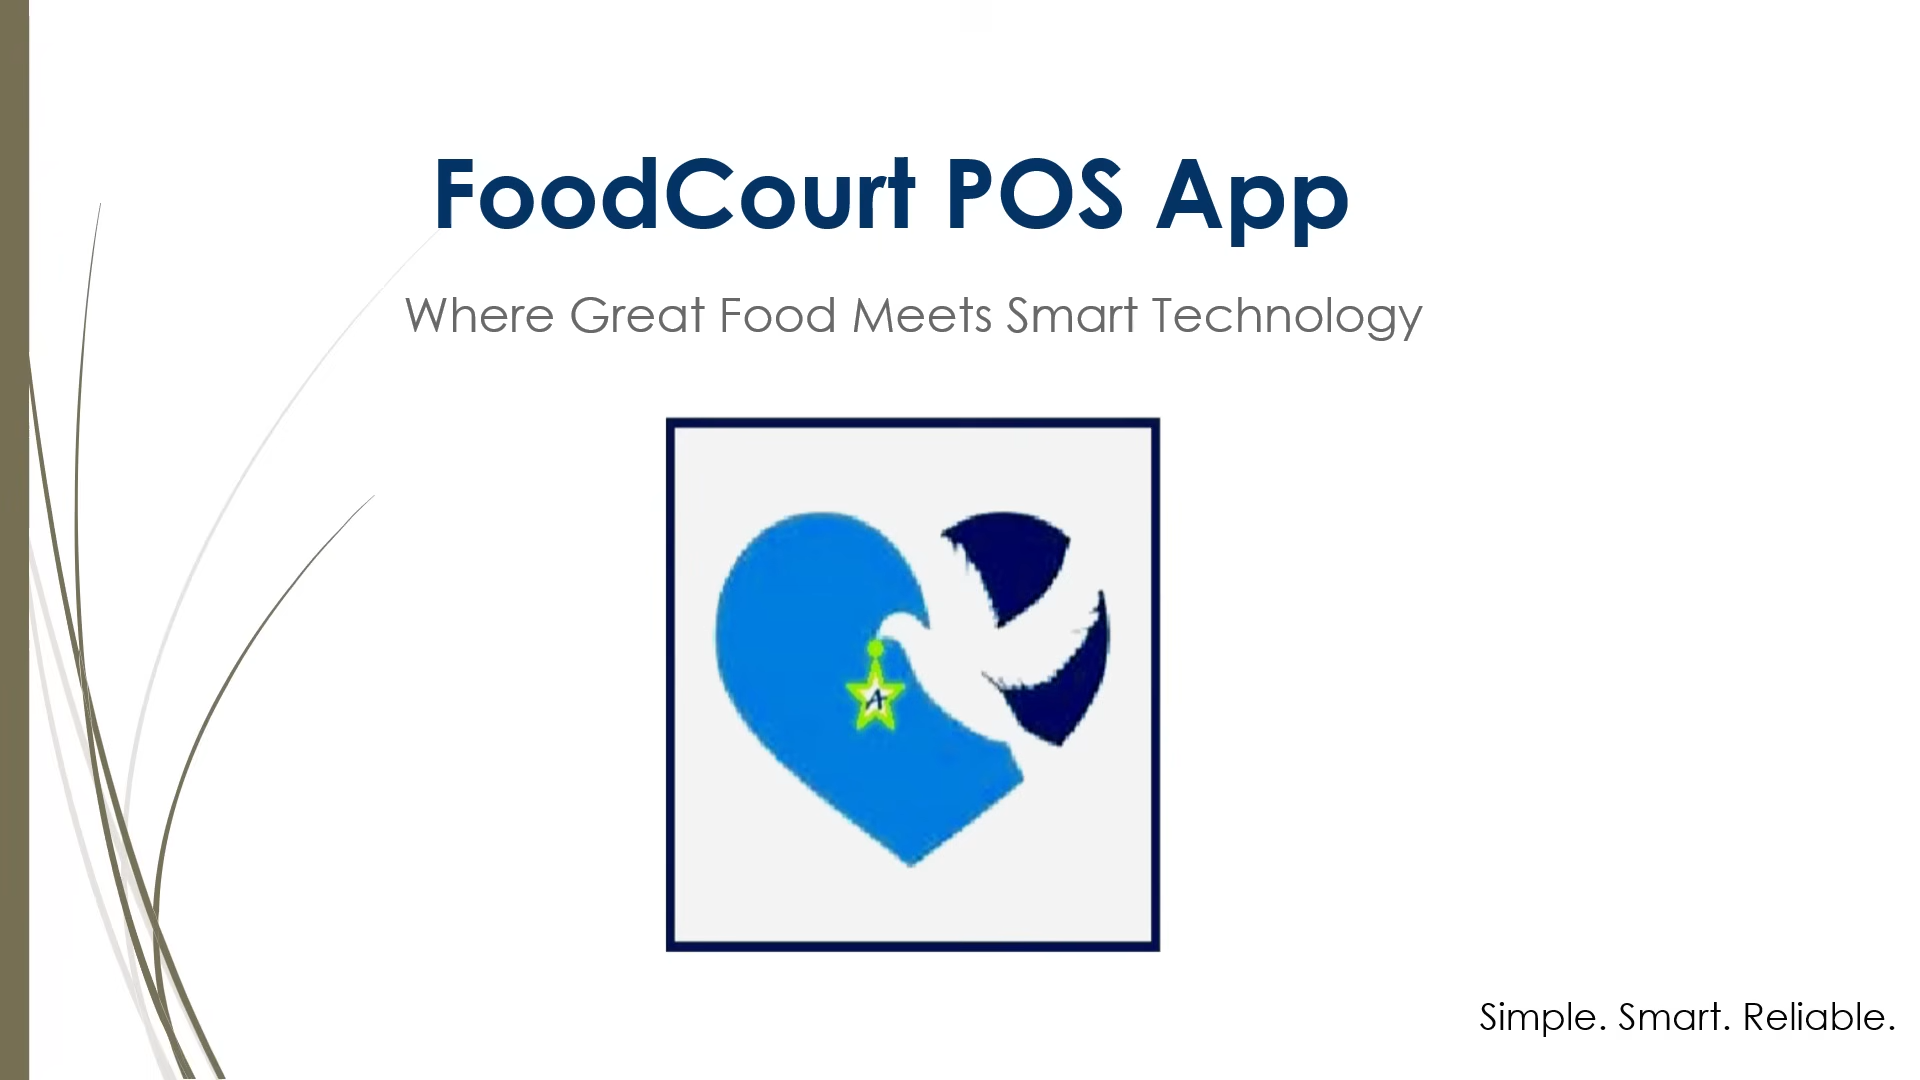 FoodCourt POS App
Where Great Food Meets Smart Technology
A
Simple. Smart. Reliable.